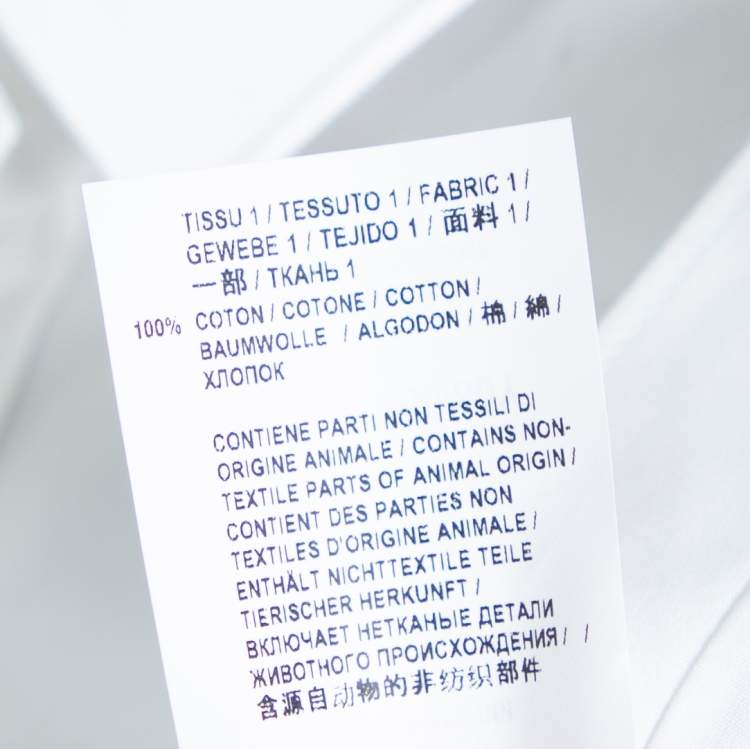 TISSU 1 / TESSUTO 1 / FABRIC 1 /
GEWEBE 1 / TEJIDO 1 / 面料 1 /
一部 / ТКАНЬ 1
100% COTON / COTONE / COTTON /
BAUMWOLLE / ALGODON / 棉 / 綿 /
ХЛОПОК
CONTIENE PARTI NON TESSILI DI
ORIGINE ANIMALE / CONTAINS NON-
TEXTILE PARTS OF ANIMAL ORIGIN /
CONTIENT DES PARTIES NON
TEXTILES D'ORIGINE ANIMALE /
ENTHÄLT NICHTTEXTILE TEILE
TIERISCHER HERKUNFT /
ВКЛЮЧАЕТ НЕТКАНЫЕ ДЕТАЛИ
ЖИВОТНОГО ПРОИСХОЖДЕНИЯ / /
含源自动物的非纺织部件